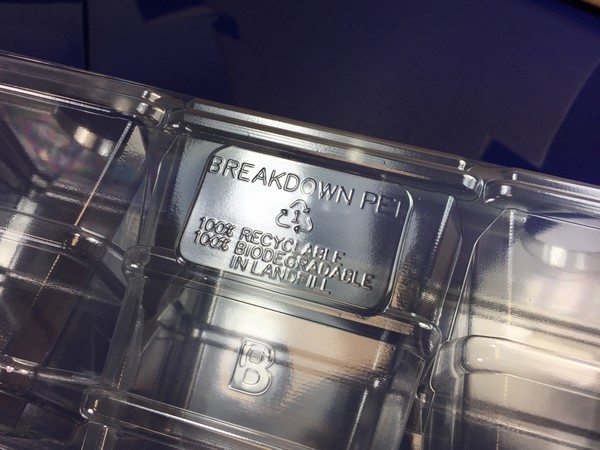 BREAKDOWN PET
1
100% RECYCLABLE
100% BIODEGRADABLE
IN LANDFILL
B